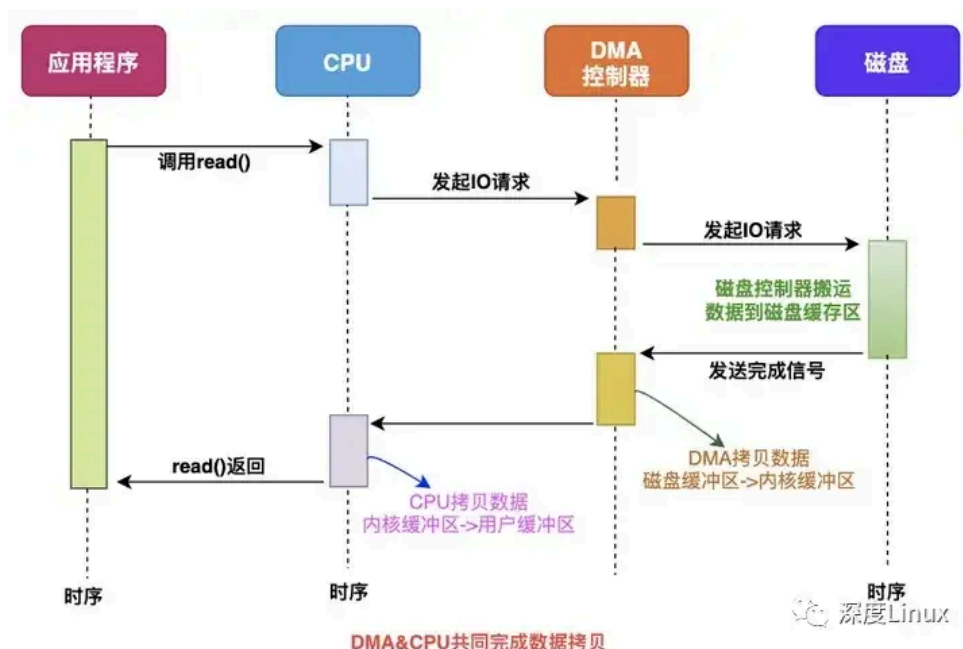 应用程序
CPU
DMA
控制器
磁盘
调用read()
发起IO请求
发起IO请求
磁盘控制器搬运
数据到磁盘缓存区
发送完成信号
DMA拷贝数据
磁盘缓冲区->内核缓冲区
read()返回
CPU拷贝数据
内核缓冲区->用户缓冲区
时序
时序
时序
深度Linux
DMA&CPU共同完成数据拷贝